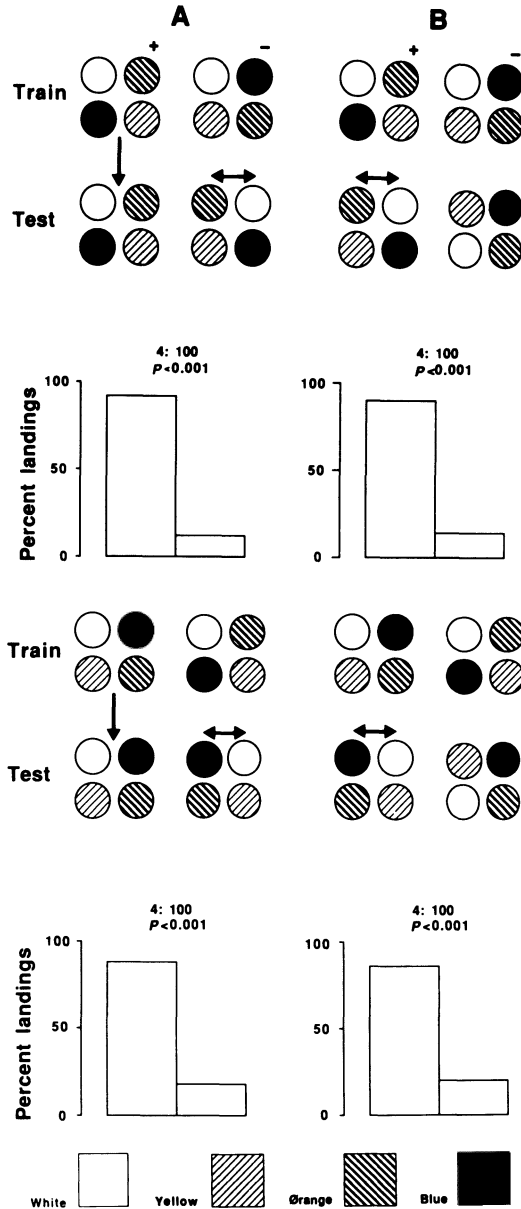 A B
+ − + −
Train
Test
4: 100 4: 100
P<0.001 P<0.001
Percent landings
100
50
0
100
50
0
Train
Test
4: 100 4: 100
P<0.001 P<0.001
Percent landings
100
50
0
100
50
0
White Yellow Ørange Blue